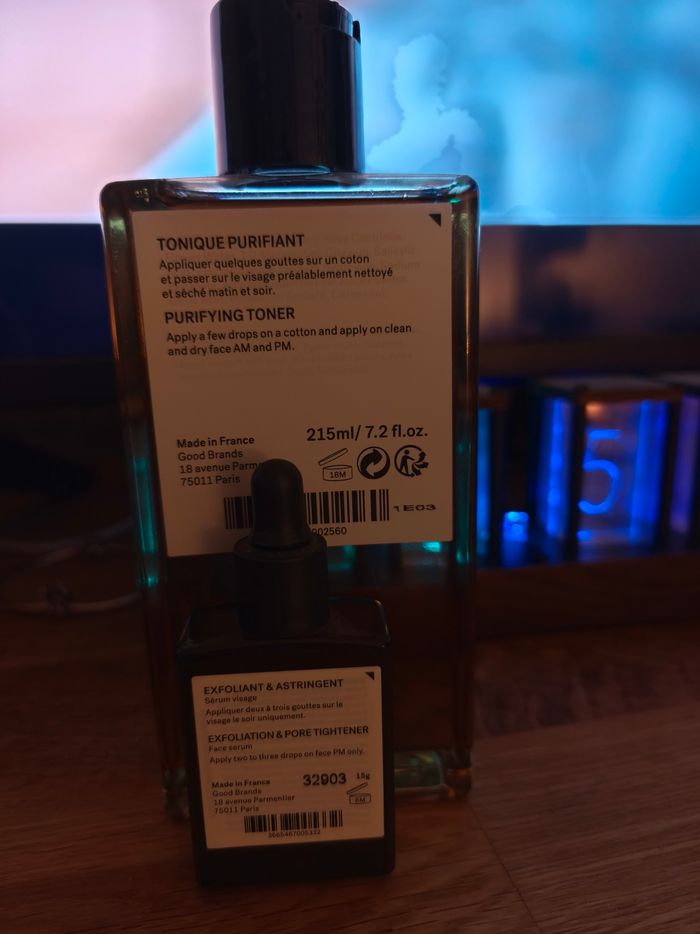 TONIQUE PURIFIANT
Appliquer quelques gouttes sur un coton
et passer sur le visage préalablement nettoyé
et séché matin et soir.
PURIFYING TONER
Apply a few drops on a cotton and apply on clean
and dry face AM and PM.
215ml/ 7.2 fl.oz.
Made in France
Good Brands
18 avenue Parm
75011 Paris
18M
1E03
002560
5
EXFOLIANT & ASTRINGENT
Sérum visage
Appliquer deux à trois gouttes sur le
visage le soir uniquement.
EXFOLIATION & PORE TIGHTENER
Face serum
Apply two to three drops on face PM only.
Made in France
Good Brands
18 avenue Parmentier
75011 Paris
32903
15g
6M
3665467005332